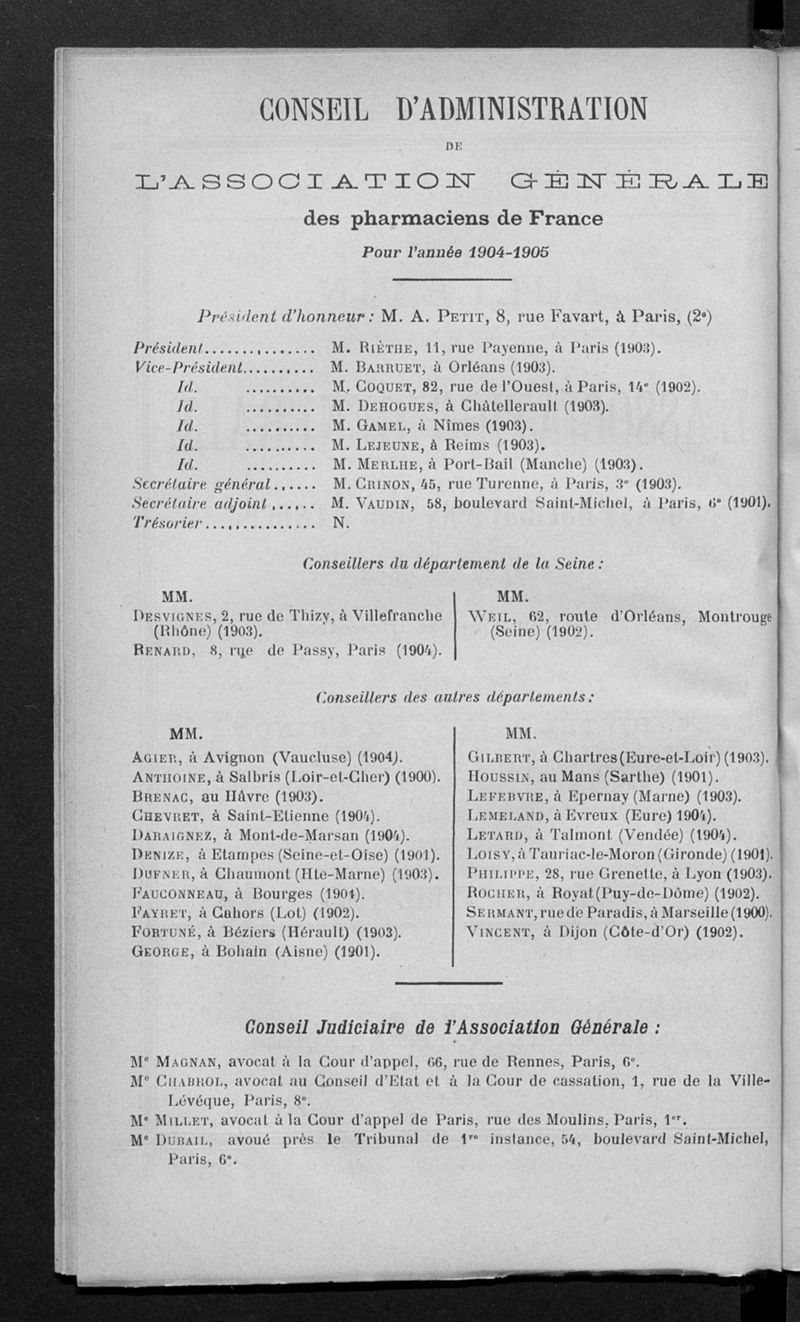 CONSEIL D'ADMINISTRATION
DE
L'ASSOCIATION GÉNÉRALE
des pharmaciens de France
Pour l'année 1904-1905
Président d'honneur : M. A. PETIT, 8, rue Favart, à Paris, (2e)
Président............... M. RIÈTHE, 11, rue Payenne, à Paris (1903).
Vice-Président.......... M. BARRUET, à Orléans (1903).
Id. .......... M. COQUET, 82, rue de l'Ouest, à Paris, 14e (1902).
Id. .......... M. DEHOGUES, à Châtellerault (1903).
Id. .......... M. GAMEL, à Nîmes (1903).
Id. .......... M. LEJEUNE, à Reims (1903).
Id. .......... M. MERLHE, à Port-Bail (Manche) (1903).
Secrétaire général...... M. CRINON, 45, rue Turenne, à Paris, 3e (1903).
Secrétaire adjoint...... M. VAUDIN, 58, boulevard Saint-Michel, à Paris, 6e (1901).
Trésorier............... N.
Conseillers du département de la Seine :
MM.
DESVIGNES, 2, rue de Thizy, à Villefranche
(Rhône) (1903).
RENARD, 8, rue de Passy, Paris (1904).
MM.
WEIL, 62, route d'Orléans, Montrouge
(Seine) (1902).
Conseillers des autres départements :
MM.
AGIER, à Avignon (Vaucluse) (1904).
ANTHOINE, à Salbris (Loir-et-Cher) (1900).
BRENAC, au Hâvre (1903).
CHEVRET, à Saint-Etienne (1904).
DARAIGNEZ, à Mont-de-Marsan (1904).
DENIZE, à Etampes (Seine-et-Oise) (1901).
DUFNER, à Chaumont (Hte-Marne) (1903).
FAUCONNEAU, à Bourges (1904).
FAYRET, à Cahors (Lot) (1902).
FORTUNÉ, à Béziers (Hérault) (1903).
GEORGE, à Bohain (Aisne) (1901).
MM.
GILBERT, à Chartres (Eure-et-Loir) (1903).
HOUSSIN, au Mans (Sarthe) (1901).
LEFEBVRE, à Epernay (Marne) (1903).
LEMELAND, à Evreux (Eure) 1904).
LETARD, à Talmont (Vendée) (1904).
LOISY, à Tauriac-le-Moron (Gironde) (1901).
PHILIPPE, 28, rue Grenette, à Lyon (1903).
ROCHER, à Royat (Puy-de-Dôme) (1902).
SERMANT, rue de Paradis, à Marseille (1900).
VINCENT, à Dijon (Côte-d'Or) (1902).
Conseil Judiciaire de l'Association Générale :
Me MAGNAN, avocat à la Cour d'appel, 66, rue de Rennes, Paris, 6e.
Me CHABROL, avocat au Conseil d'Etat et à la Cour de cassation, 1, rue de la Ville-
Lévéque, Paris, 8e.
Me MILLET, avocat à la Cour d'appel de Paris, rue des Moulins, Paris, 1er.
Me DUBAIL, avoué près le Tribunal de 1re instance, 54, boulevard Saint-Michel,
Paris, 6e.